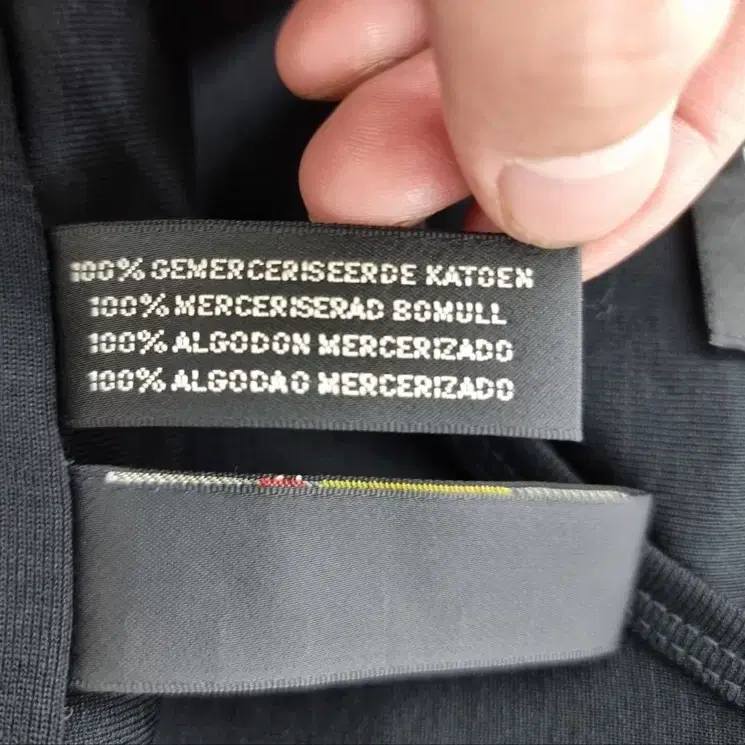 100% GEMERCERISEERDE KATOEN
100% MERCERISERAD BOMULL
100% ALGODON MERCERIZADO
100% ALGODAO MERCERIZADO